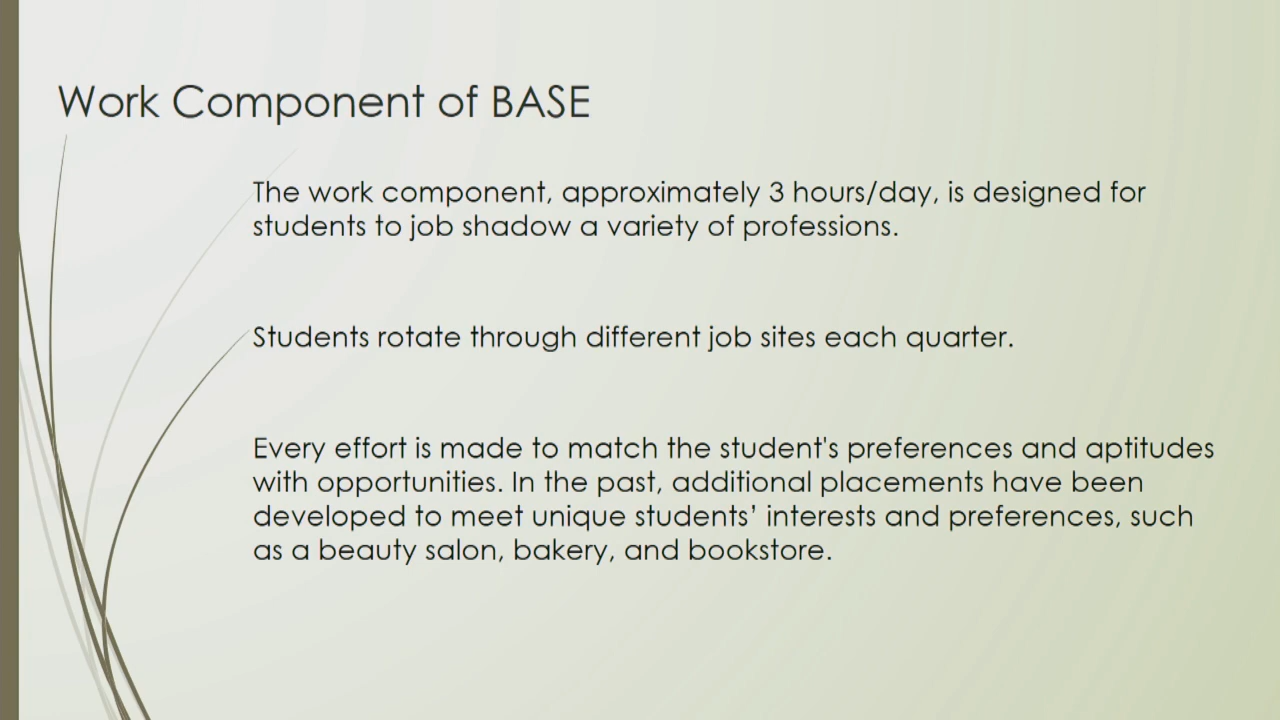 Work Component of BASE
The work component, approximately 3 hours/day, is designed for
students to job shadow a variety of professions.
Students rotate through different job sites each quarter.
Every effort is made to match the student's preferences and aptitudes
with opportunities. In the past, additional placements have been
developed to meet unique students’ interests and preferences, such
as a beauty salon, bakery, and bookstore.